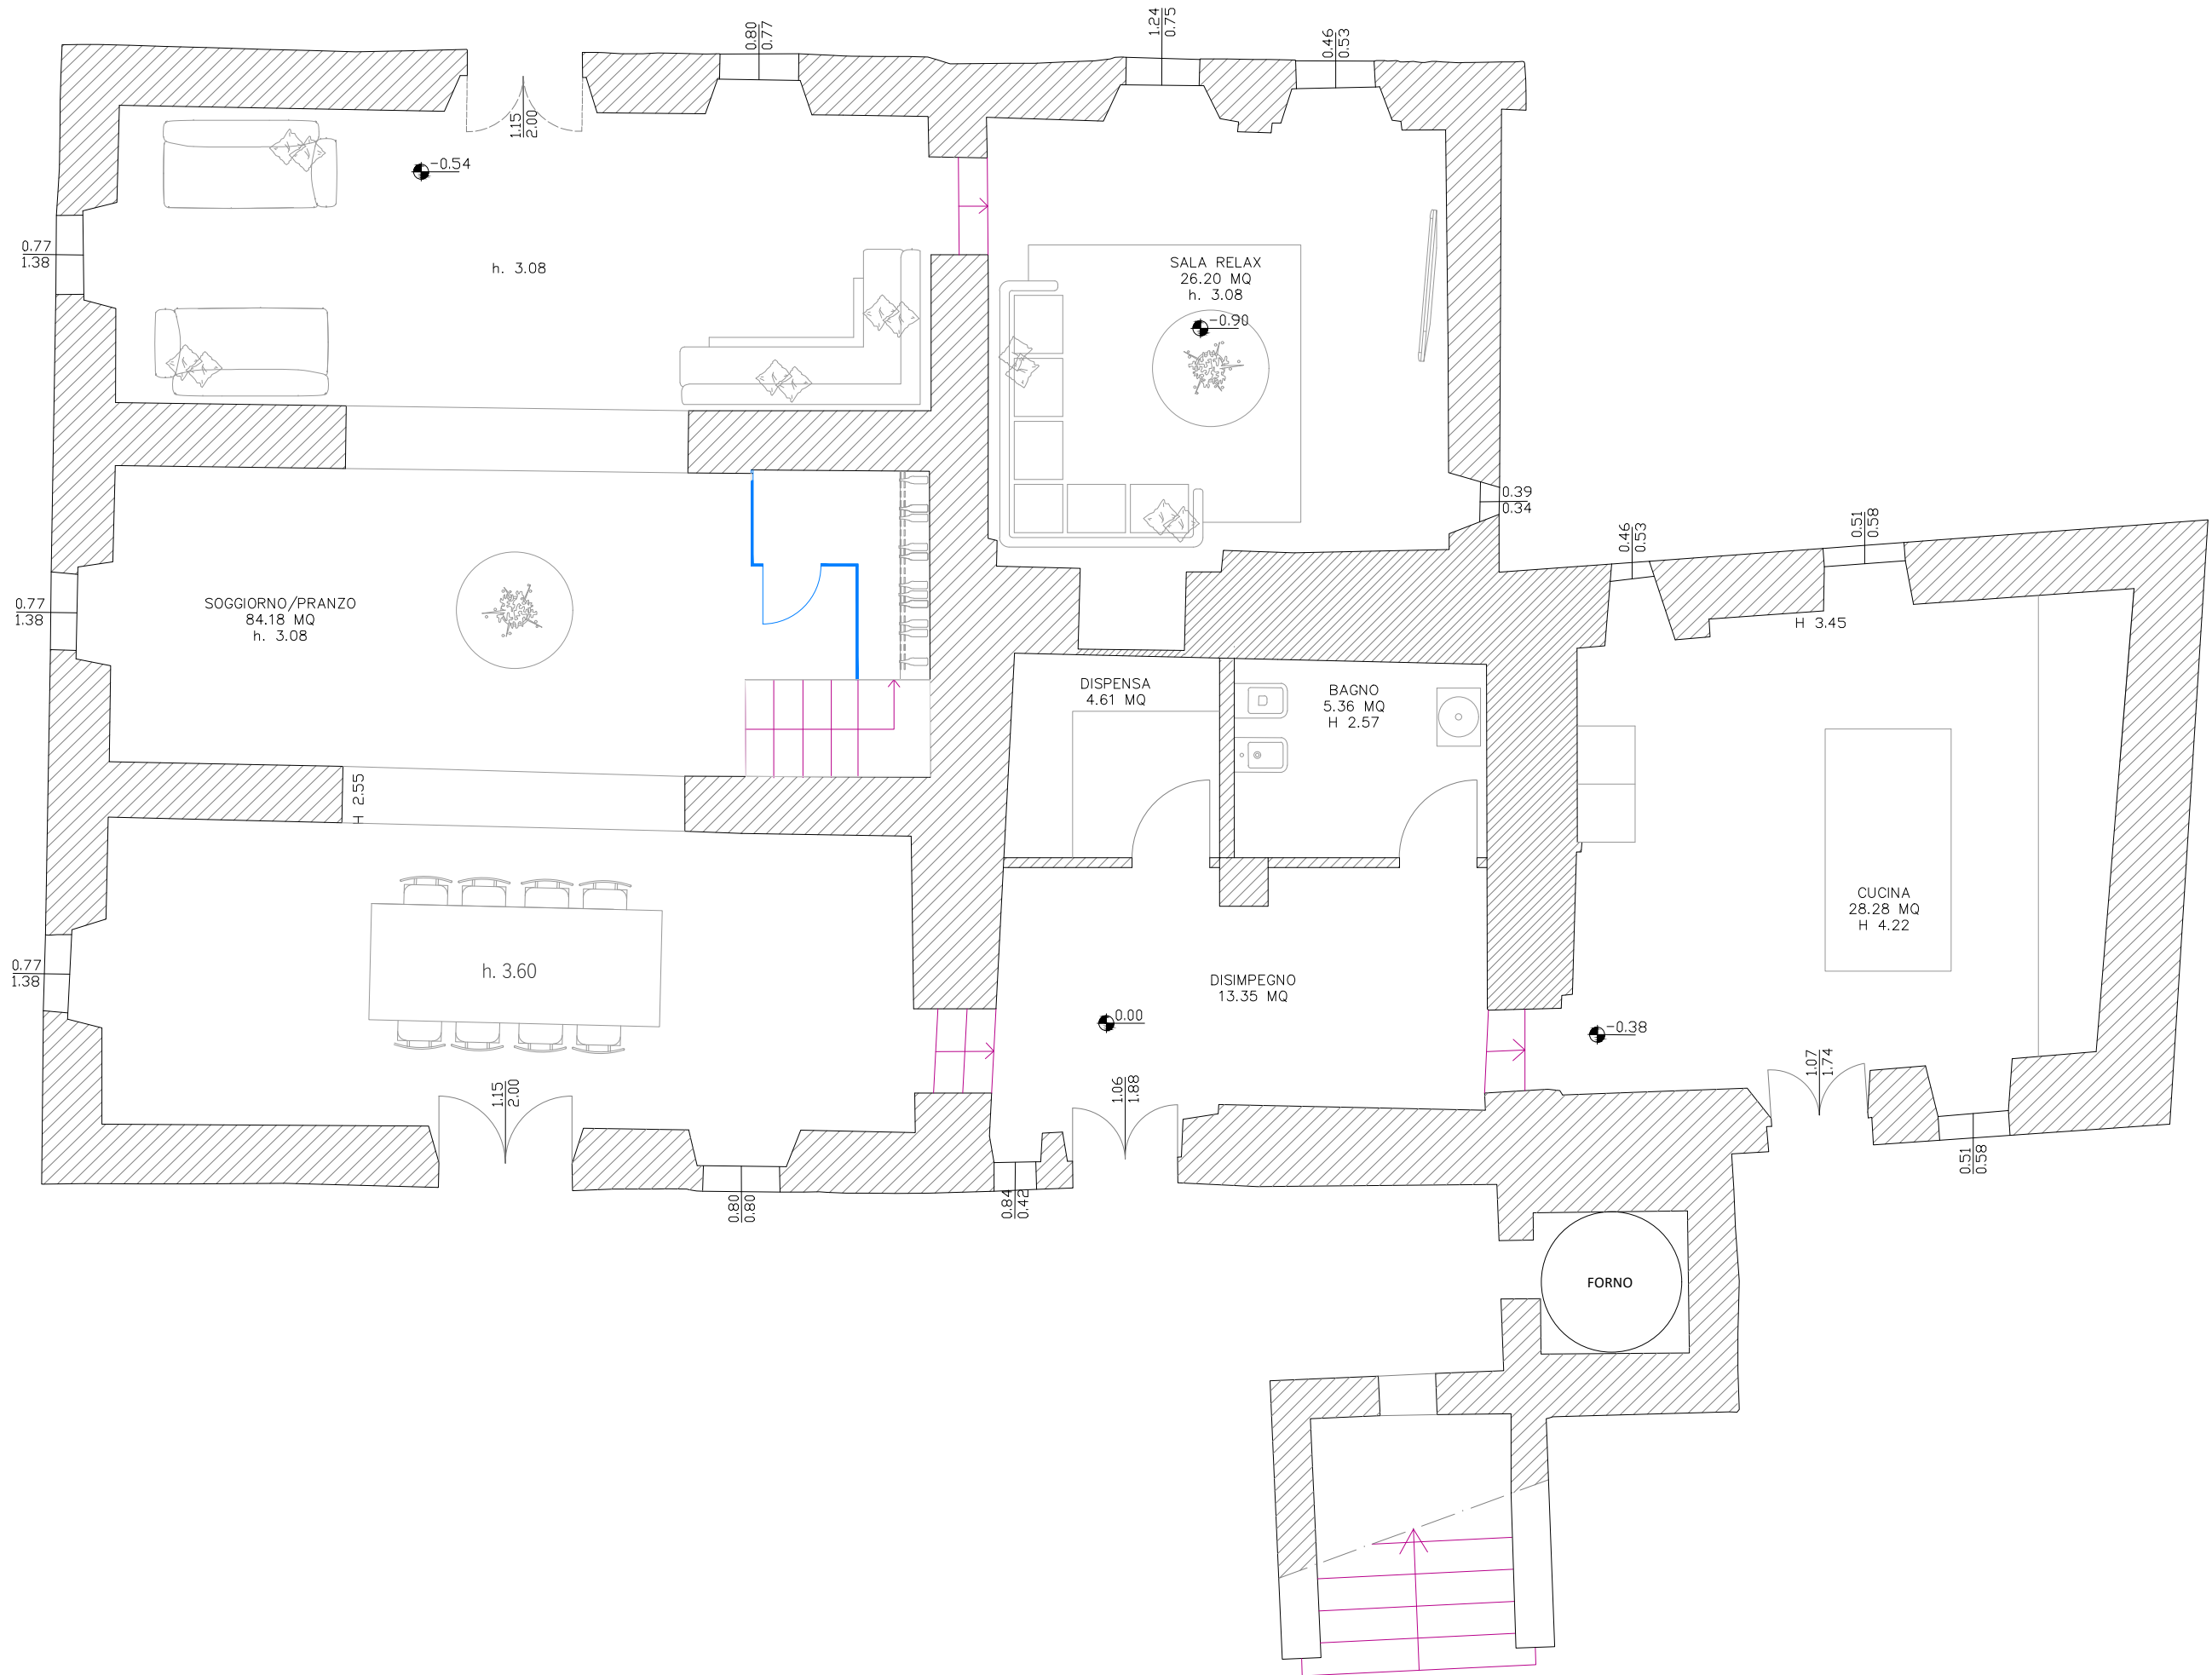 0.80
0.77
1.24
0.75
0.46
0.53
1.15
2.00
-0.54
0.77
1.38
h. 3.08
SALA RELAX
26.20 MQ
h. 3.08
-0.90
0.39
0.34
0.46
0.53
0.51
0.58
0.77
1.38
SOGGIORNO/PRANZO
84.18 MQ
h. 3.08
H 3.45
DISPENSA
4.61 MQ
BAGNO
5.36 MQ
H 2.57
H 2.55
CUCINA
28.28 MQ
H 4.22
0.77
1.38
h. 3.60
DISIMPEGNO
13.35 MQ
0.00
-0.38
1.15
2.00
1.06
1.88
1.07
1.74
0.80
0.80
0.84
0.42
0.51
0.58
FORNO